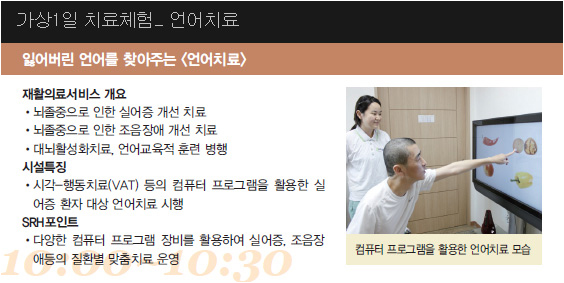 가상1일 치료체험_ 언어치료
잃어버린 언어를 찾아주는 <언어치료>
재활의료서비스 개요
• 뇌졸중으로 인한 실어증 개선 치료
• 뇌졸중으로 인한 조음장애 개선 치료
• 대뇌활성화치료, 언어교육적 훈련 병행
시설특징
• 시각-행동치료(VAT) 등의 컴퓨터 프로그램을 활용한 실
어증 환자 대상 언어치료 시행
SRH포인트
• 다양한 컴퓨터 프로그램 장비를 활용하여 실어증, 조음장
애등의 질환별 맞춤치료 운영
10:00~10:30
컴퓨터 프로그램을 활용한 언어치료 모습